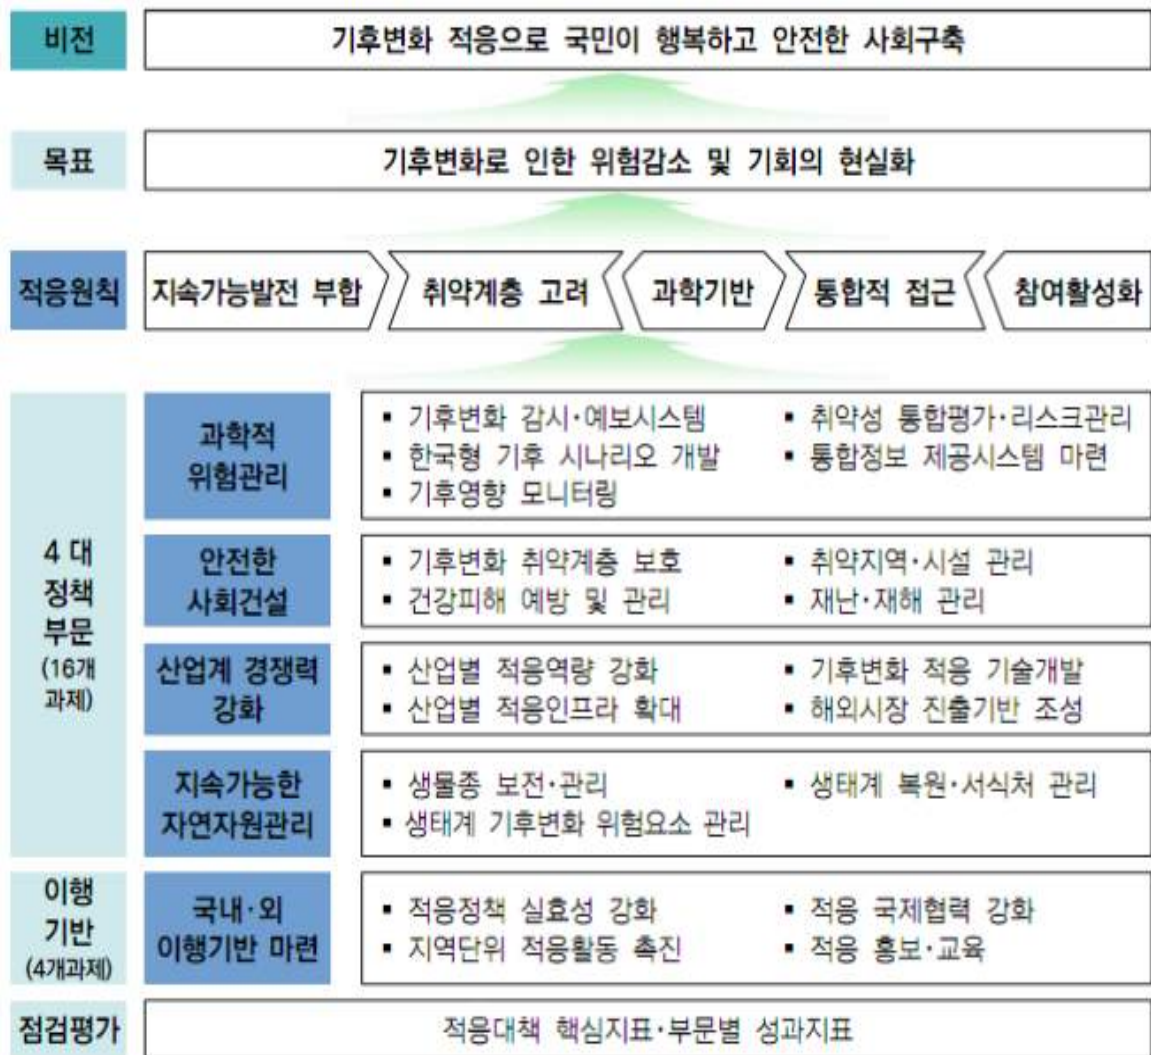 비전
기후변화 적응으로 국민이 행복하고 안전한 사회구축
목표
기후변화로 인한 위험감소 및 기회의 현실화
적응원칙
지속가능발전 부합
취약계층 고려
과학기반
통합적 접근
참여활성화
4 대
정책
부문
(16개
과제)
과학적
위험관리
▪ 기후변화 감시·예보시스템
▪ 한국형 기후 시나리오 개발
▪ 기후영향 모니터링
▪ 취약성 통합평가·리스크관리
▪ 통합정보 제공시스템 마련
안전한
사회건설
▪ 기후변화 취약계층 보호
▪ 건강피해 예방 및 관리
▪ 취약지역·시설 관리
▪ 재난·재해 관리
산업계 경쟁력
강화
▪ 산업별 적응역량 강화
▪ 산업별 적응인프라 확대
▪ 기후변화 적응 기술개발
▪ 해외시장 진출기반 조성
지속가능한
자연자원관리
▪ 생물종 보전·관리
▪ 생태계 기후변화 위험요소 관리
▪ 생태계 복원·서식처 관리
이행
기반
(4개과제)
국내·외
이행기반 마련
▪ 적응정책 실효성 강화
▪ 지역단위 적응활동 촉진
▪ 적응 국제협력 강화
▪ 적응 홍보·교육
점검평가
적응대책 핵심지표·부문별 성과지표